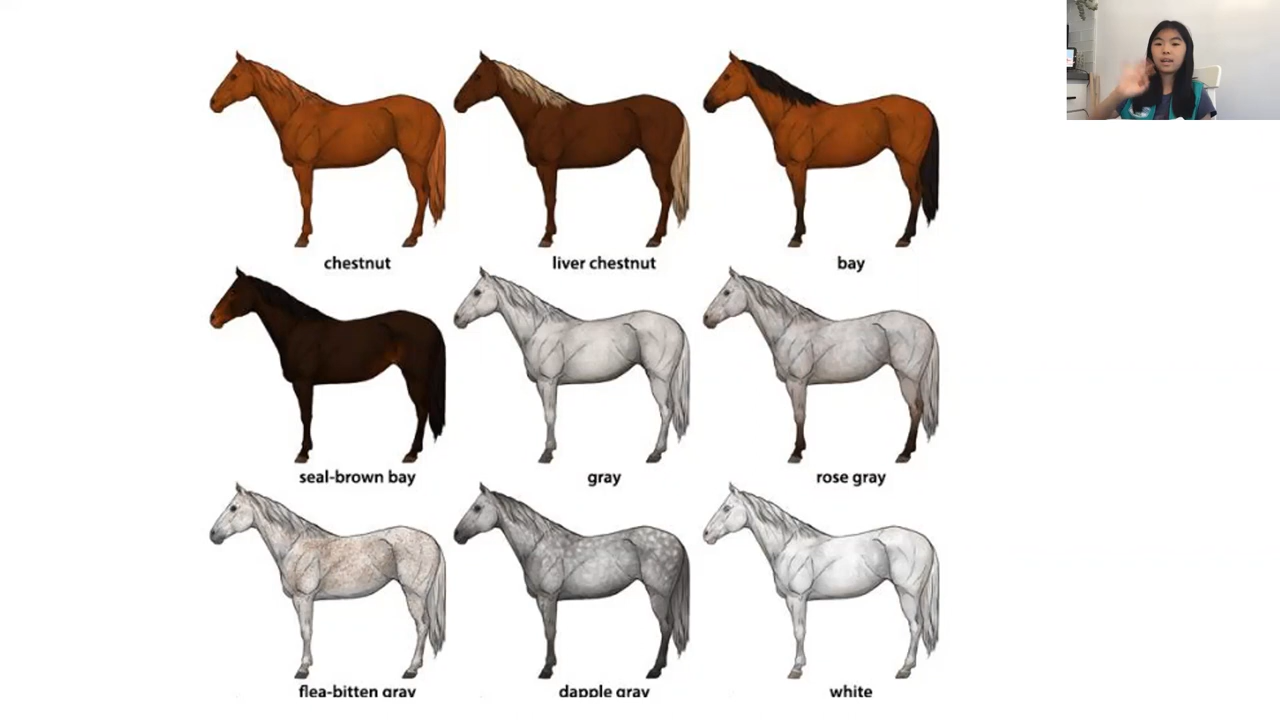 chestnut
liver chestnut
bay
seal-brown bay
gray
rose gray
flea-bitten gray
dapple gray
white